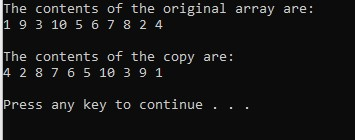 The contents of the original array are:
1 9 3 10 5 6 7 8 2 4
The contents of the copy are:
4 2 8 7 6 5 10 3 9 1
Press any key to continue . . .